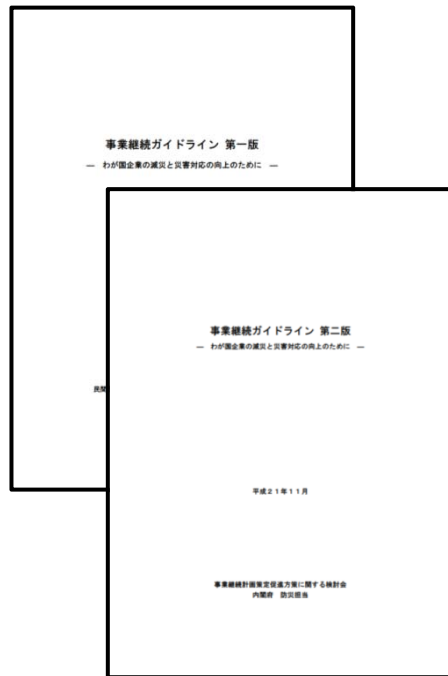 事業継続ガイドライン 第一版
― わが国企業の減災と災害対応の向上のために ―
民間
事業継続ガイドライン 第二版
― わが国企業の減災と災害対応の向上のために ―
平成21年11月
事業継続計画策定促進方策に関する検討会
内閣府 防災担当